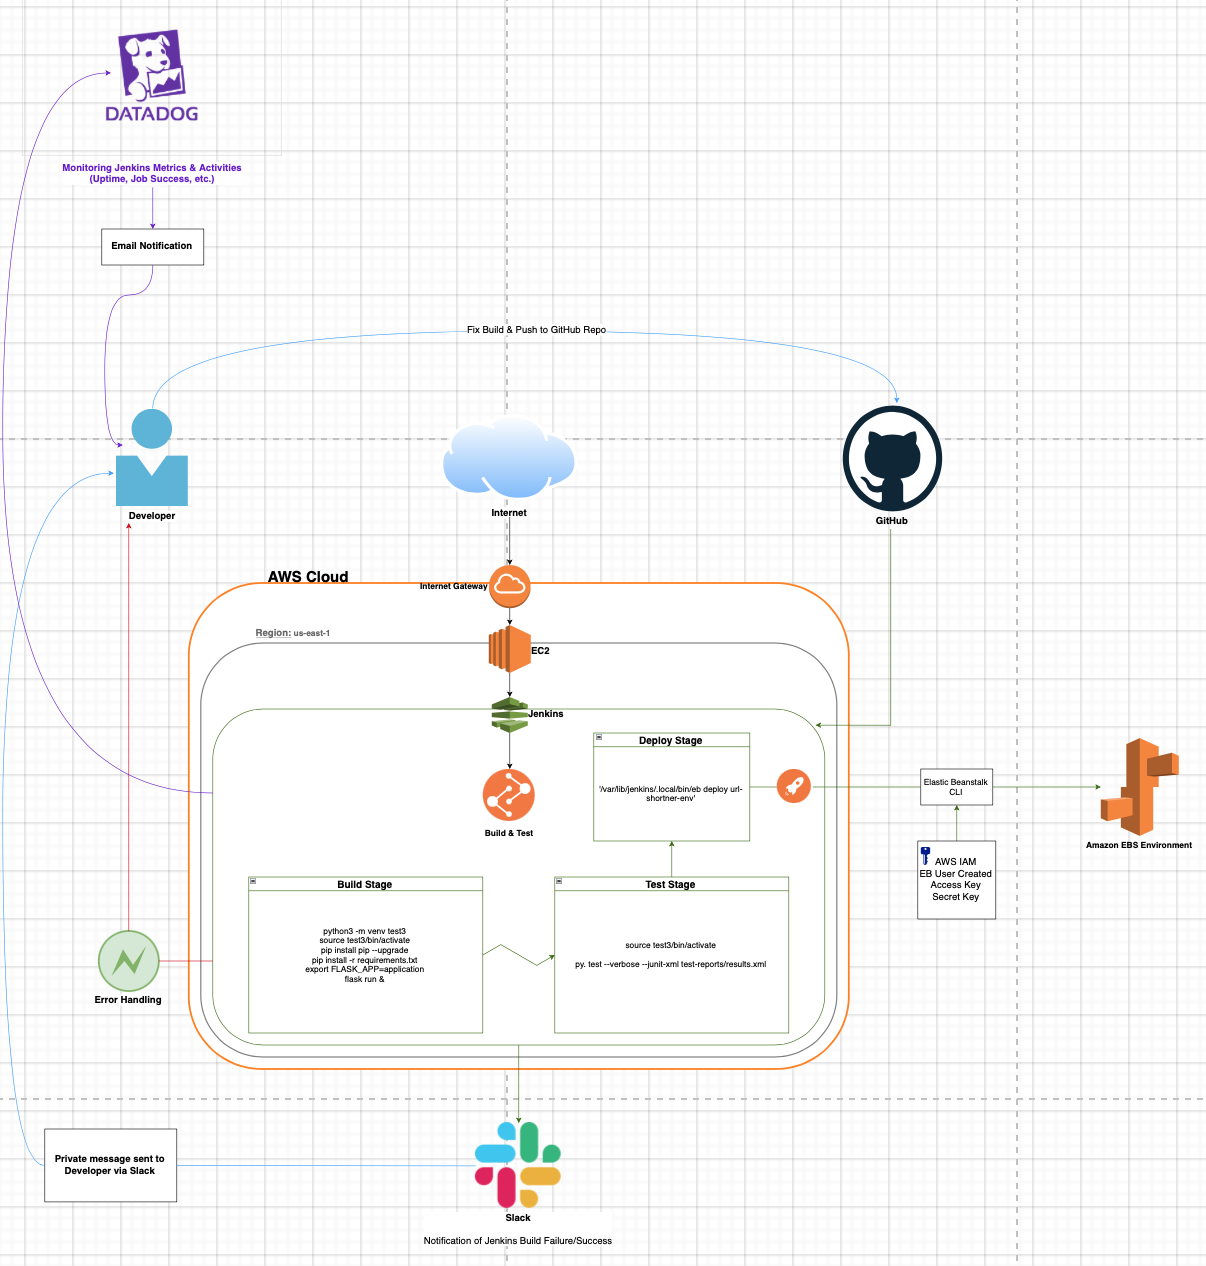 DATADOG
Monitoring Jenkins Metrics & Activities
(Uptime, Job Success, etc.)
Email Notification
Fix Build & Push to GitHub Repo
Developer
Internet
GitHub
AWS Cloud
Internet Gateway
Region: us-east-1
EC2
Jenkins
Deploy Stage
'/var/lib/jenkins/.local/bin/eb deploy url-
shortner-env'
Build & Test
Elastic Beanstalk
CLI
Amazon EBS Environment
AWS IAM
EB User Created
Access Key
Secret Key
Build Stage
python3 -m venv test3
source test3/bin/activate
pip install pip --upgrade
pip install -r requirements.txt
export FLASK_APP=application
flask run &
Test Stage
source test3/bin/activate
py. test --verbose --junit-xml test-reports/results.xml
Error Handling
Private message sent to
Developer via Slack
Slack
Notification of Jenkins Build Failure/Success